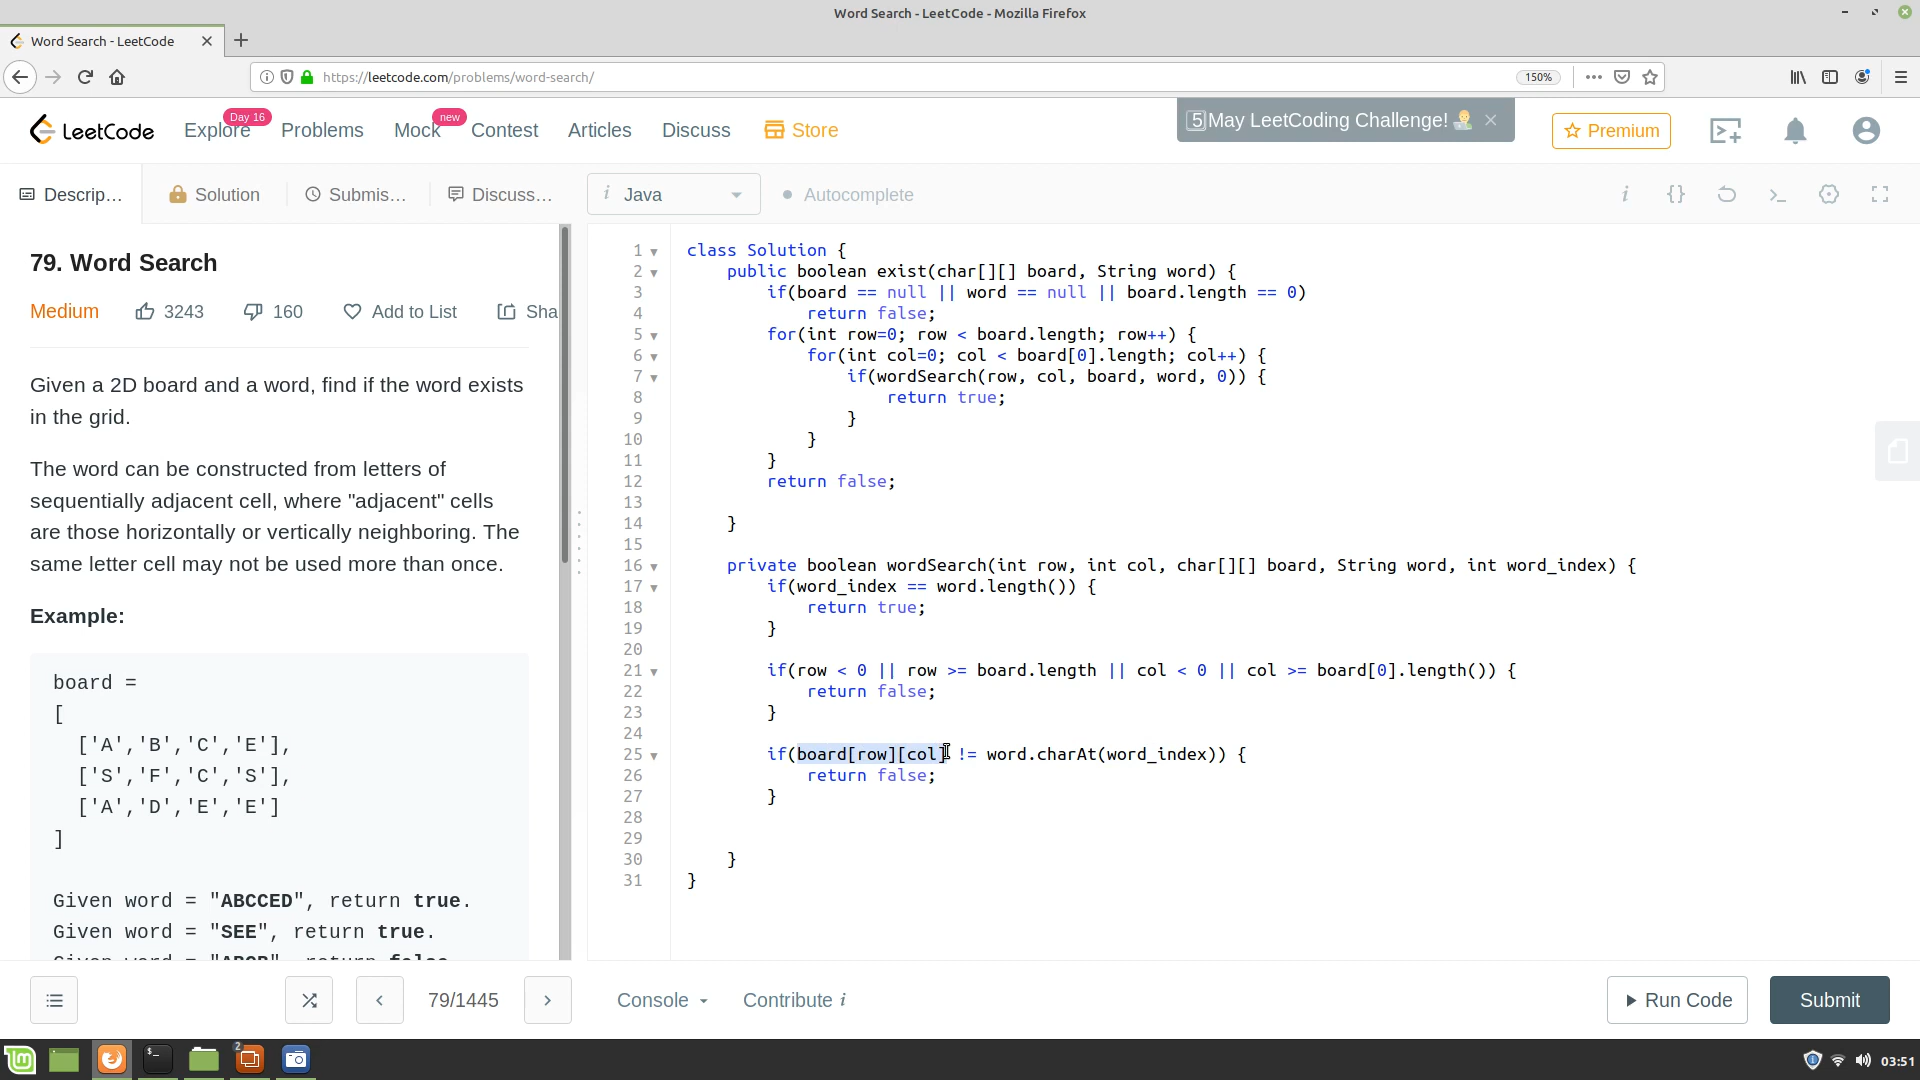 Word Search - LeetCode - Mozilla Firefox
Word Search - LeetCode
https://leetcode.com/problems/word-search/
150%
LeetCode
Explore
Day 16
Problems
Mock
new
Contest
Articles
Discuss
Store
5 May LeetCoding Challenge!
Premium
Descrip...
Solution
Submis...
Discuss...
i Java
Autocomplete
79. Word Search
Medium
3243
160
Add to List
Sha
Given a 2D board and a word, find if the word exists
in the grid.
The word can be constructed from letters of
sequentially adjacent cell, where "adjacent" cells
are those horizontally or vertically neighboring. The
same letter cell may not be used more than once.
Example:
board =
[
['A','B','C','E'],
['S','F','C','S'],
['A','D','E','E']
]
Given word = "ABCCED", return true.
Given word = "SEE", return true.
1 class Solution {
2 public boolean exist(char[][] board, String word) {
3 if(board == null || word == null || board.length == 0)
4 return false;
5 for(int row=0; row < board.length; row++) {
6 for(int col=0; col < board[0].length; col++) {
7 if(wordSearch(row, col, board, word, 0)) {
8 return true;
9 }
10 }
11 }
12 return false;
13
14 }
15
16 private boolean wordSearch(int row, int col, char[][] board, String word, int word_index) {
17 if(word_index == word.length()) {
18 return true;
19 }
20
21 if(row < 0 || row >= board.length || col < 0 || col >= board[0].length()) {
22 return false;
23 }
24
25 if(board[row][col] != word.charAt(word_index)) {
26 return false;
27 }
28
29
30 }
31 }
79/1445
Console
Contribute i
Run Code
Submit
2
03:51